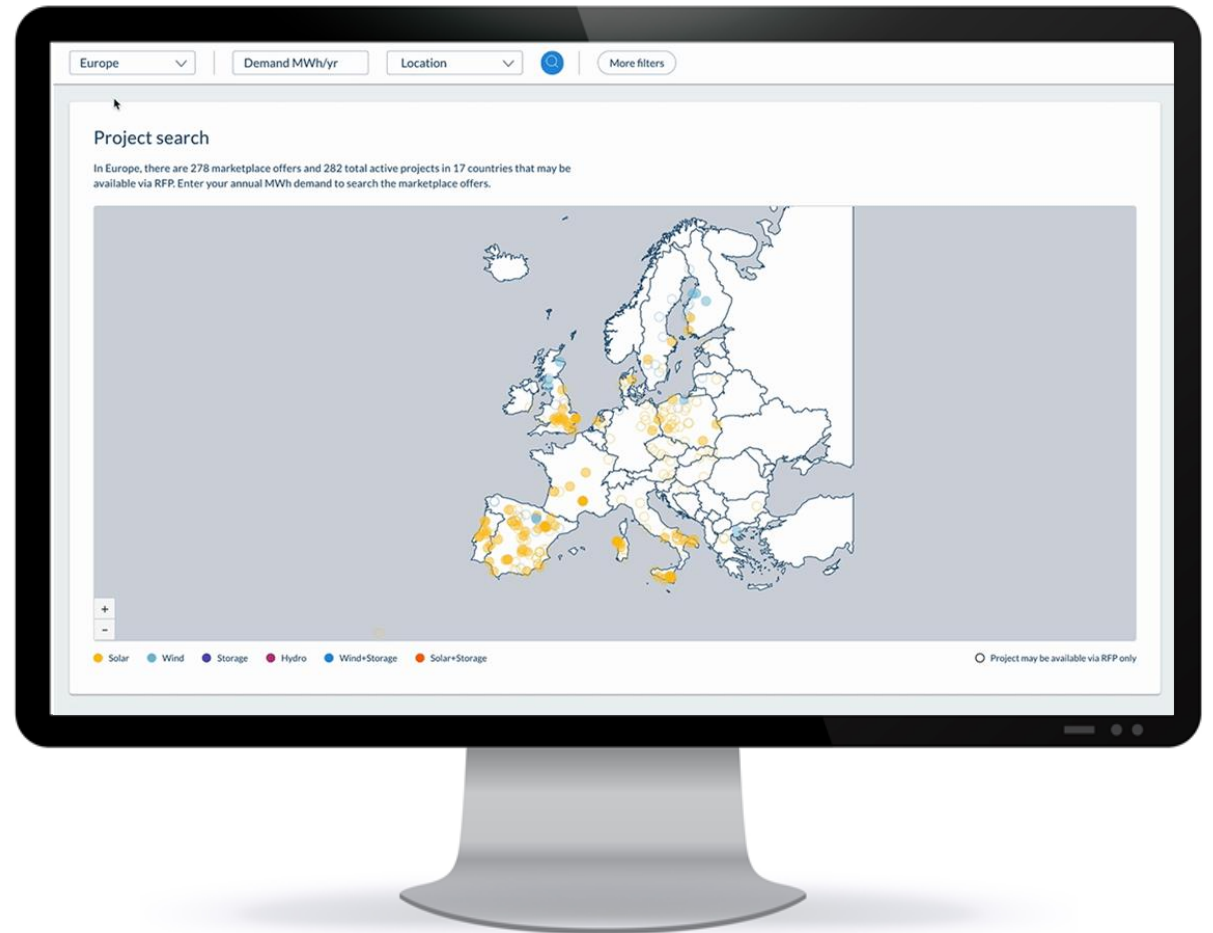 Europe
Demand MWh/yr
Location
More filters
Project search
In Europe, there are 278 marketplace offers and 282 total active projects in 17 countries that may be
available via RFP. Enter your annual MWh demand to search the marketplace offers.
+
-
Solar
Wind
Storage
Hydro
Wind+Storage
Solar+Storage
Project may be available via RFP only